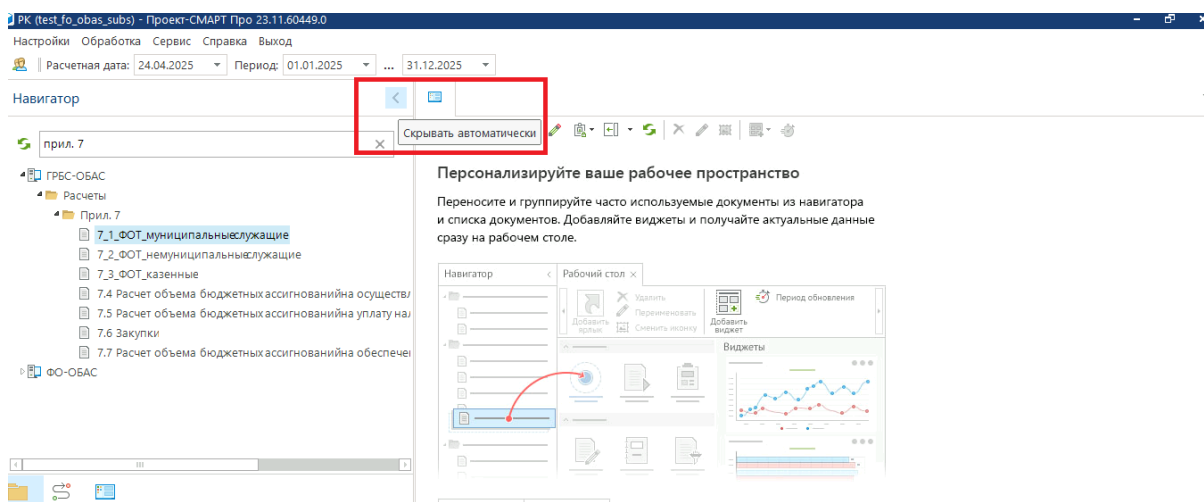 РК (test_fo_obas_subs) - Проект-СМАРТ Про 23.11.60449.0
Настройки Обработка Сервис Справка Выход
Расчетная дата: 24.04.2025 Период: 01.01.2025 ... 31.12.2025
Навигатор
Скрывать автоматически
прил. 7
ГРБС-ОБАС
Расчеты
Прил. 7
7_1_ФОТ_муниципальныеслужащие
7_2_ФОТ_немуниципальныеслужащие
7_3_ФОТ_казенные
7.4 Расчет объема бюджетных ассигнованийна осуществл
7.5 Расчет объема бюджетных ассигнованийна уплату нал
7.6 Закупки
7.7 Расчет объема бюджетных ассигнованийна обеспечен
ФО-ОБАС
Персонализируйте ваше рабочее пространство
Переносите и группируйте часто используемые документы из навигатора
и списка документов. Добавляйте виджеты и получайте актуальные данные
сразу на рабочем столе.
Навигатор
Рабочий стол
Добавить
ярлык
Удалить
Переименовать
Сменить иконку
Добавить
виджет
Период обновления
Виджеты